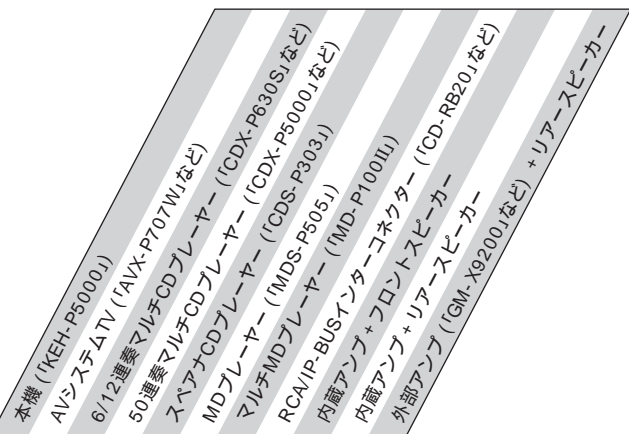 本機（｢KEH-P5000｣）
AVシステムTV（｢AVX-P707W｣など）
6/12連奏マルチCDプレーヤー（｢CDX-P630S｣など）
50連奏マルチCDプレーヤー（｢CDX-P5000｣など）
スペアナCDプレーヤー（｢CDS-P303｣）
MDプレーヤー（｢MDS-P505｣）
マルチMDプレーヤー（｢MD-P100II｣）
RCA/IP-BUSインターコネクター（｢CD-RB20｣など）
内蔵アンプ+フロントスピーカー
内蔵アンプ+リアースピーカー
外部アンプ（｢GM-X9200｣など）+リアースピーカー